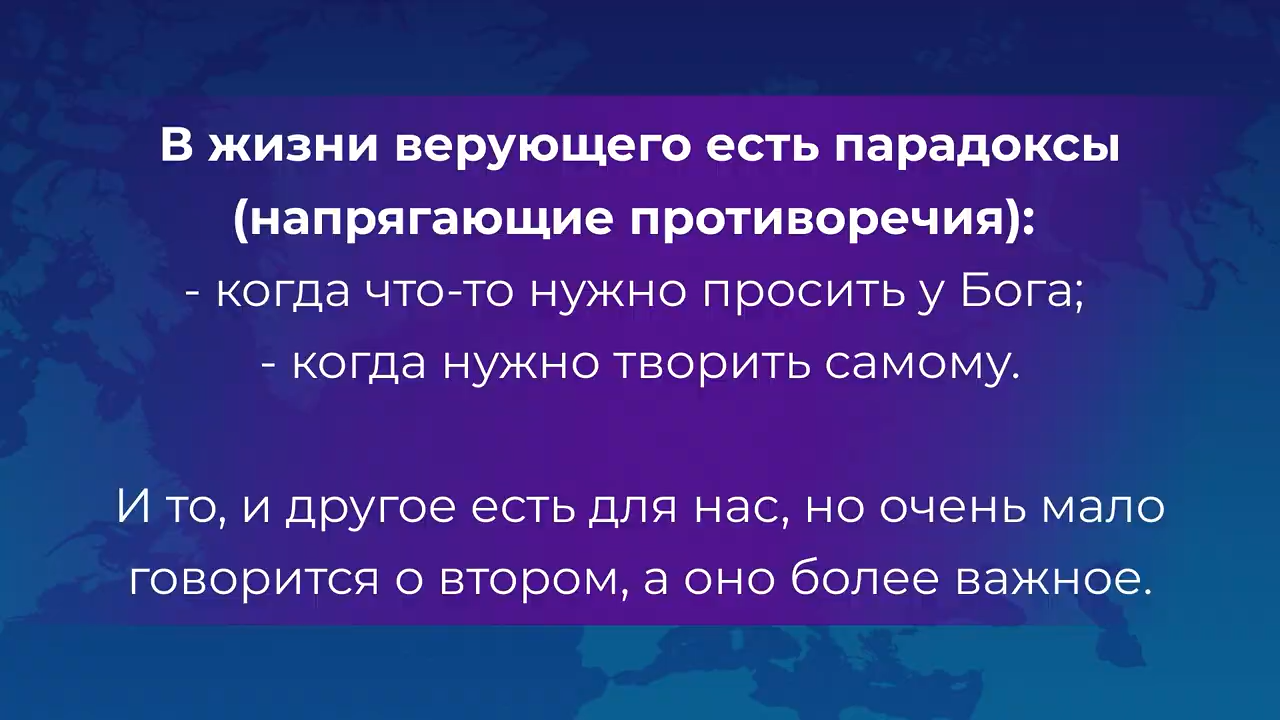 В жизни верующего есть парадоксы
(напрягающие противоречия):
- когда что-то нужно просить у Бога;
- когда нужно творить самому.
И то, и другое есть для нас, но очень мало
говорится о втором, а оно более важное.